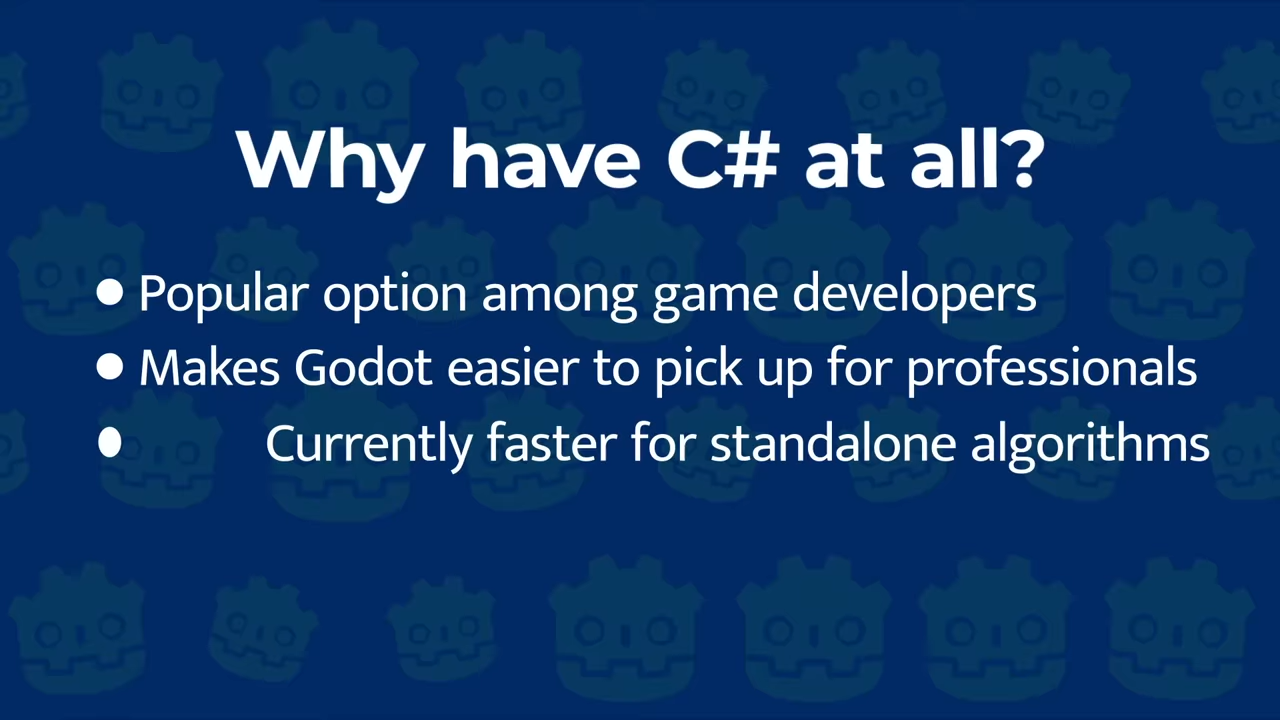 Why have C# at all?
● Popular option among game developers
● Makes Godot easier to pick up for professionals
● Currently faster for standalone algorithms